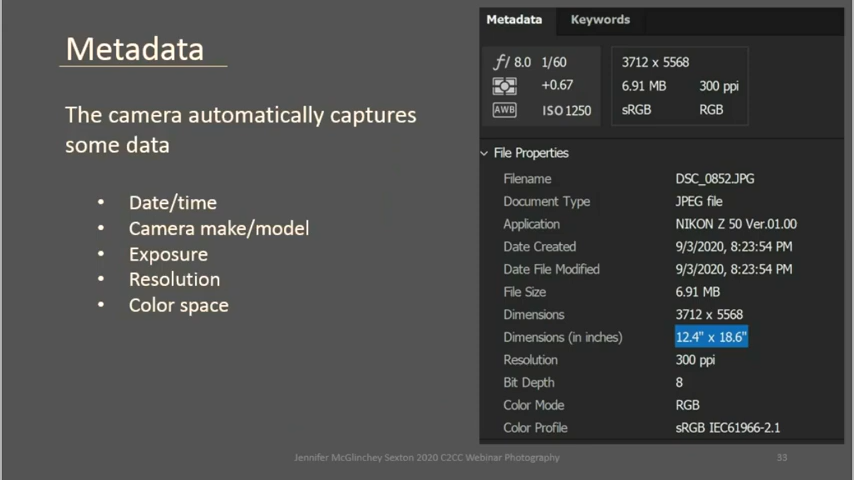 Metadata
The camera automatically captures
some data
• Date/time
• Camera make/model
• Exposure
• Resolution
• Color space
Metadata Keywords
f/ 8.0 1/60
+0.67
AWB ISO 1250
3712 x 5568
6.91 MB 300 ppi
sRGB RGB
File Properties
Filename DSC_0852.JPG
Document Type JPEG file
Application NIKON Z 50 Ver.01.00
Date Created 9/3/2020, 8:23:54 PM
Date File Modified 9/3/2020, 8:23:54 PM
File Size 6.91 MB
Dimensions 3712 x 5568
Dimensions (in inches) 12.4" x 18.6"
Resolution 300 ppi
Bit Depth 8
Color Mode RGB
Color Profile sRGB IEC61966-2.1
Jennifer McGlinchey Sexton 2020 C2CC Webinar Photography 33